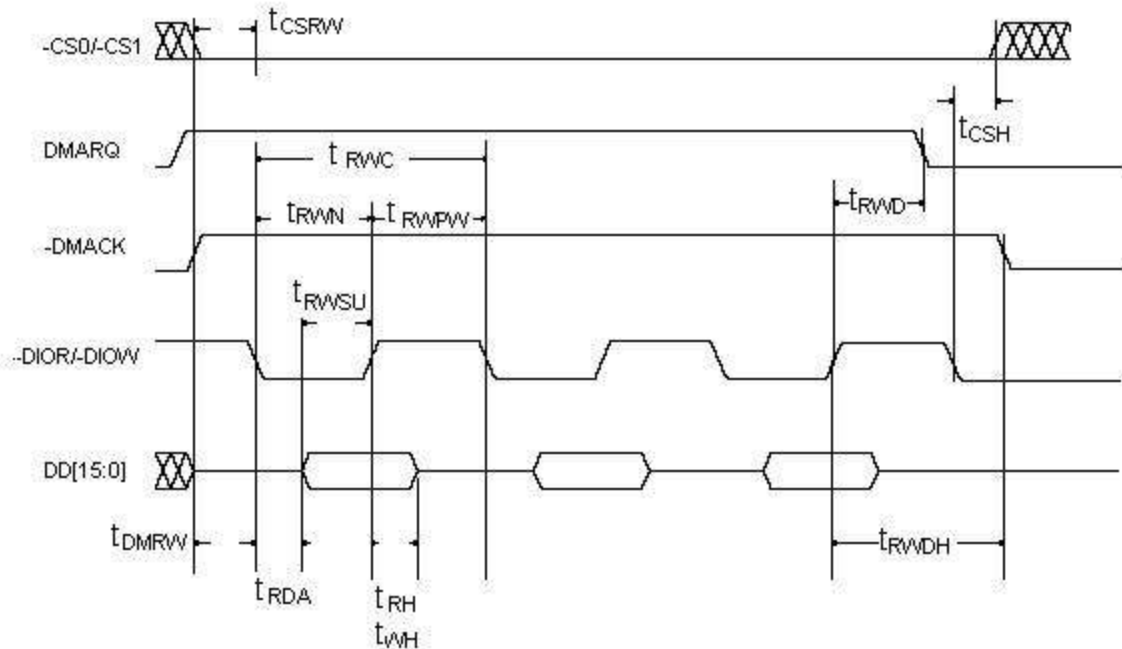 tCSRW
-CS0/-CS1
tCSH
DMARQ
tRWC
tRWD
tRWN
tRWPW
-DMACK
tRWSU
-DIOR/-DIOW
DD[15:0]
tDMRW
tRWDH
tRDA
tRH
tWH